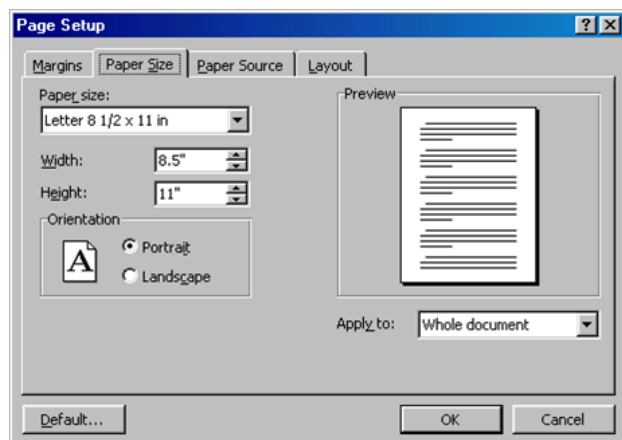 Page Setup
Margins Paper Size Paper Source Layout
Paper size:
Letter 8 1/2 x 11 in
Width: 8.5"
Height: 11"
Orientation
A
Portrait
Landscape
Preview
Apply to: Whole document
Default... OK Cancel